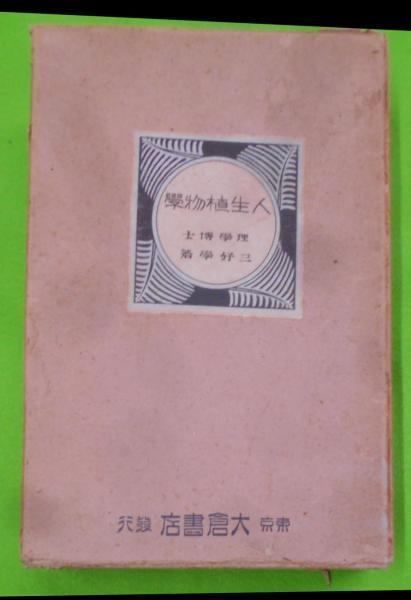 人生植物學
理學博士
三好學著
東京 大倉書店 發行